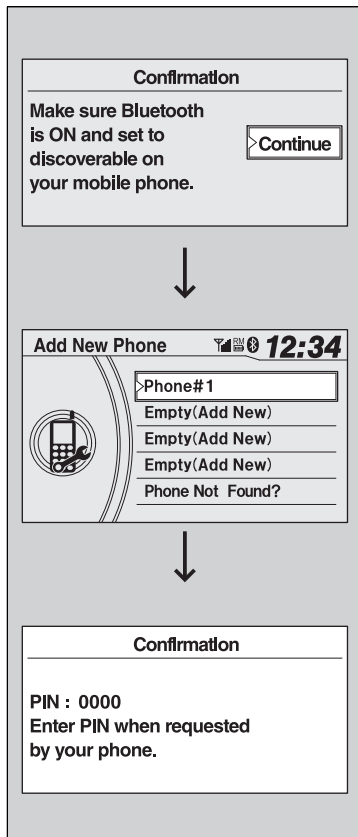 Confirmation
Make sure Bluetooth
is ON and set to
discoverable on
your mobile phone.
Continue
Add New Phone RM 12:34
Phone#1
Empty(Add New)
Empty(Add New)
Empty(Add New)
Phone Not Found?
Confirmation
PIN : 0000
Enter PIN when requested
by your phone.